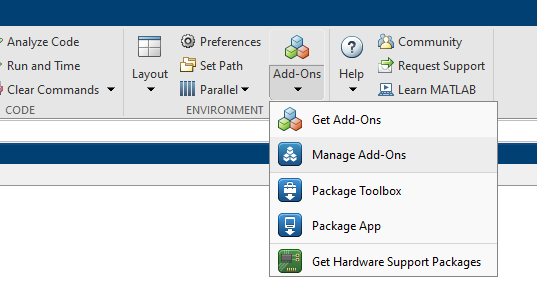 Analyze Code
Run and Time
Clear Commands
CODE
Layout
Preferences
Set Path
Parallel
ENVIRONMENT
Add-Ons
Help
Community
Request Support
Learn MATLAB
Get Add-Ons
Manage Add-Ons
Package Toolbox
Package App
Get Hardware Support Packages